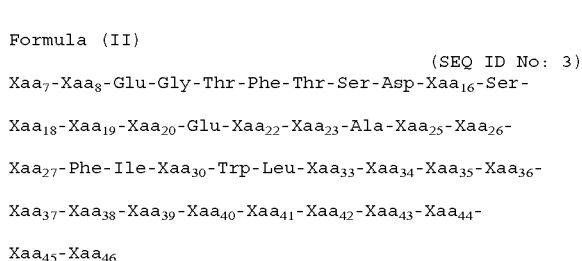 Formula (II)
(SEQ ID No: 3)
Xaa₇-Xaa₈-Glu-Gly-Thr-Phe-Thr-Ser-Asp-Xaa₁₆-Ser-
Xaa₁₈-Xaa₁₉-Xaa₂₀-Glu-Xaa₂₂-Xaa₂₃-Ala-Xaa₂₅-Xaa₂₆-
Xaa₂₇-Phe-Ile-Xaa₃₀-Trp-Leu-Xaa₃₃-Xaa₃₄-Xaa₃₅-Xaa₃₆-
Xaa₃₇-Xaa₃₈-Xaa₃₉-Xaa₄₀-Xaa₄₁-Xaa₄₂-Xaa₄₃-Xaa₄₄-
Xaa₄₅-Xaa₄₆